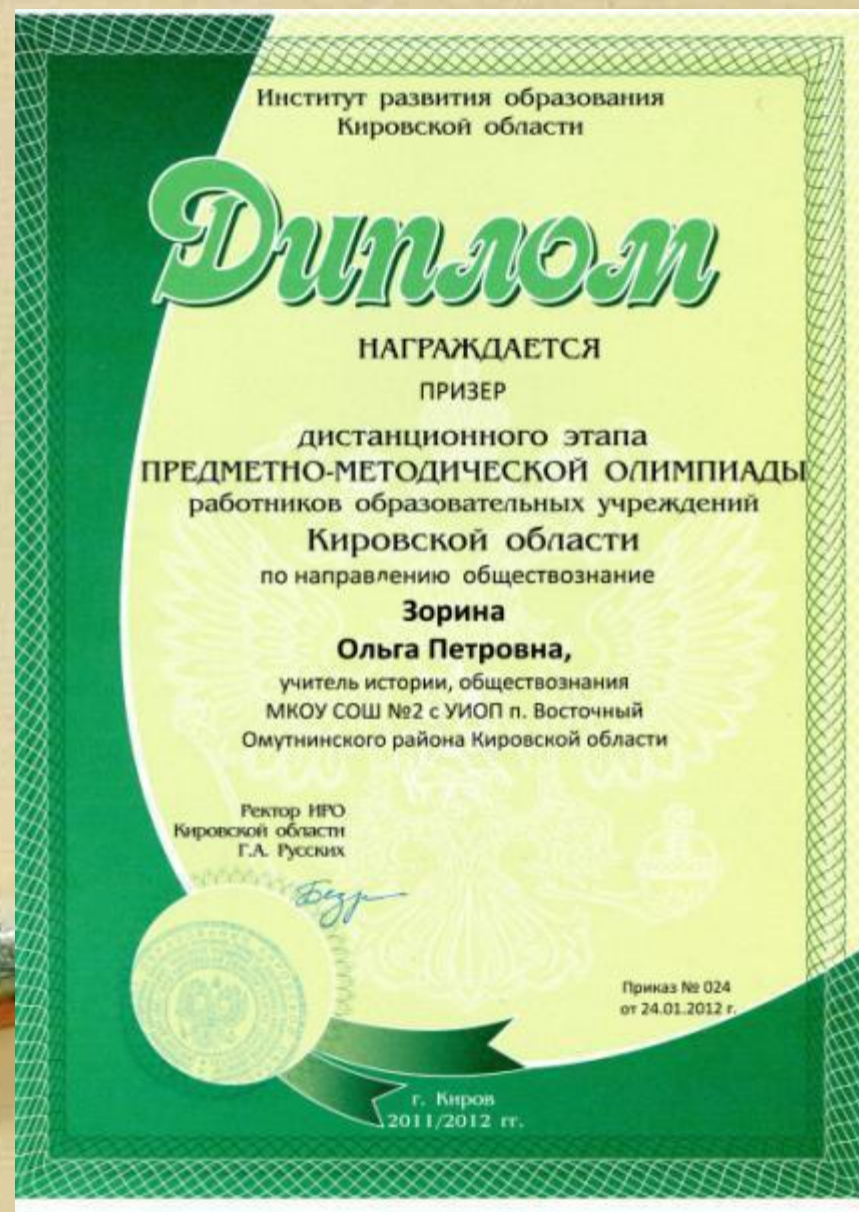 Институт развития образования
Кировской области
Диплом
НАГРАЖДАЕТСЯ
ПРИЗЕР
дистанционного этапа
ПРЕДМЕТНО-МЕТОДИЧЕСКОЙ ОЛИМПИАДЫ
работников образовательных учреждений
Кировской области
по направлению обществознание
Зорина
Ольга Петровна,
учитель истории, обществознания
МКОУ СОШ №2 с УИОП п. Восточный
Омутнинского района Кировской области
Ректор ИРО
Кировской области
Г.А. Русских
Приказ № 024
от 24.01.2012 г.
г. Киров
2011/2012 гг.